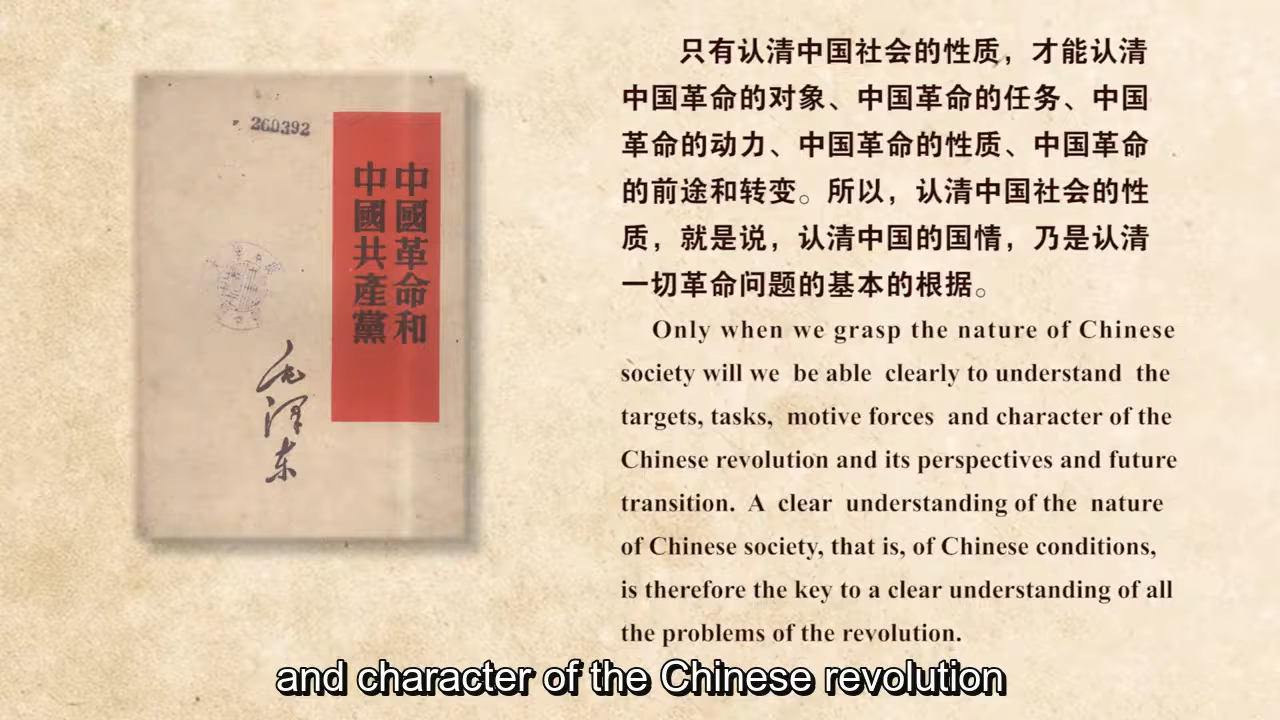 260392
中國革命和
中國共產黨
毛泽东
只有认清中国社会的性质，才能认清
中国革命的对象、中国革命的任务、中国
革命的动力、中国革命的性质、中国革命
的前途和转变。所以，认清中国社会的性
质，就是说，认清中国的国情，乃是认清
一切革命问题的基本的根据。
Only when we grasp the nature of Chinese
society will we be able clearly to understand the
targets, tasks, motive forces and character of the
Chinese revolution and its perspectives and future
transition. A clear understanding of the nature
of Chinese society, that is, of Chinese conditions,
is therefore the key to a clear understanding of all
the problems of the revolution.
and character of the Chinese revolution